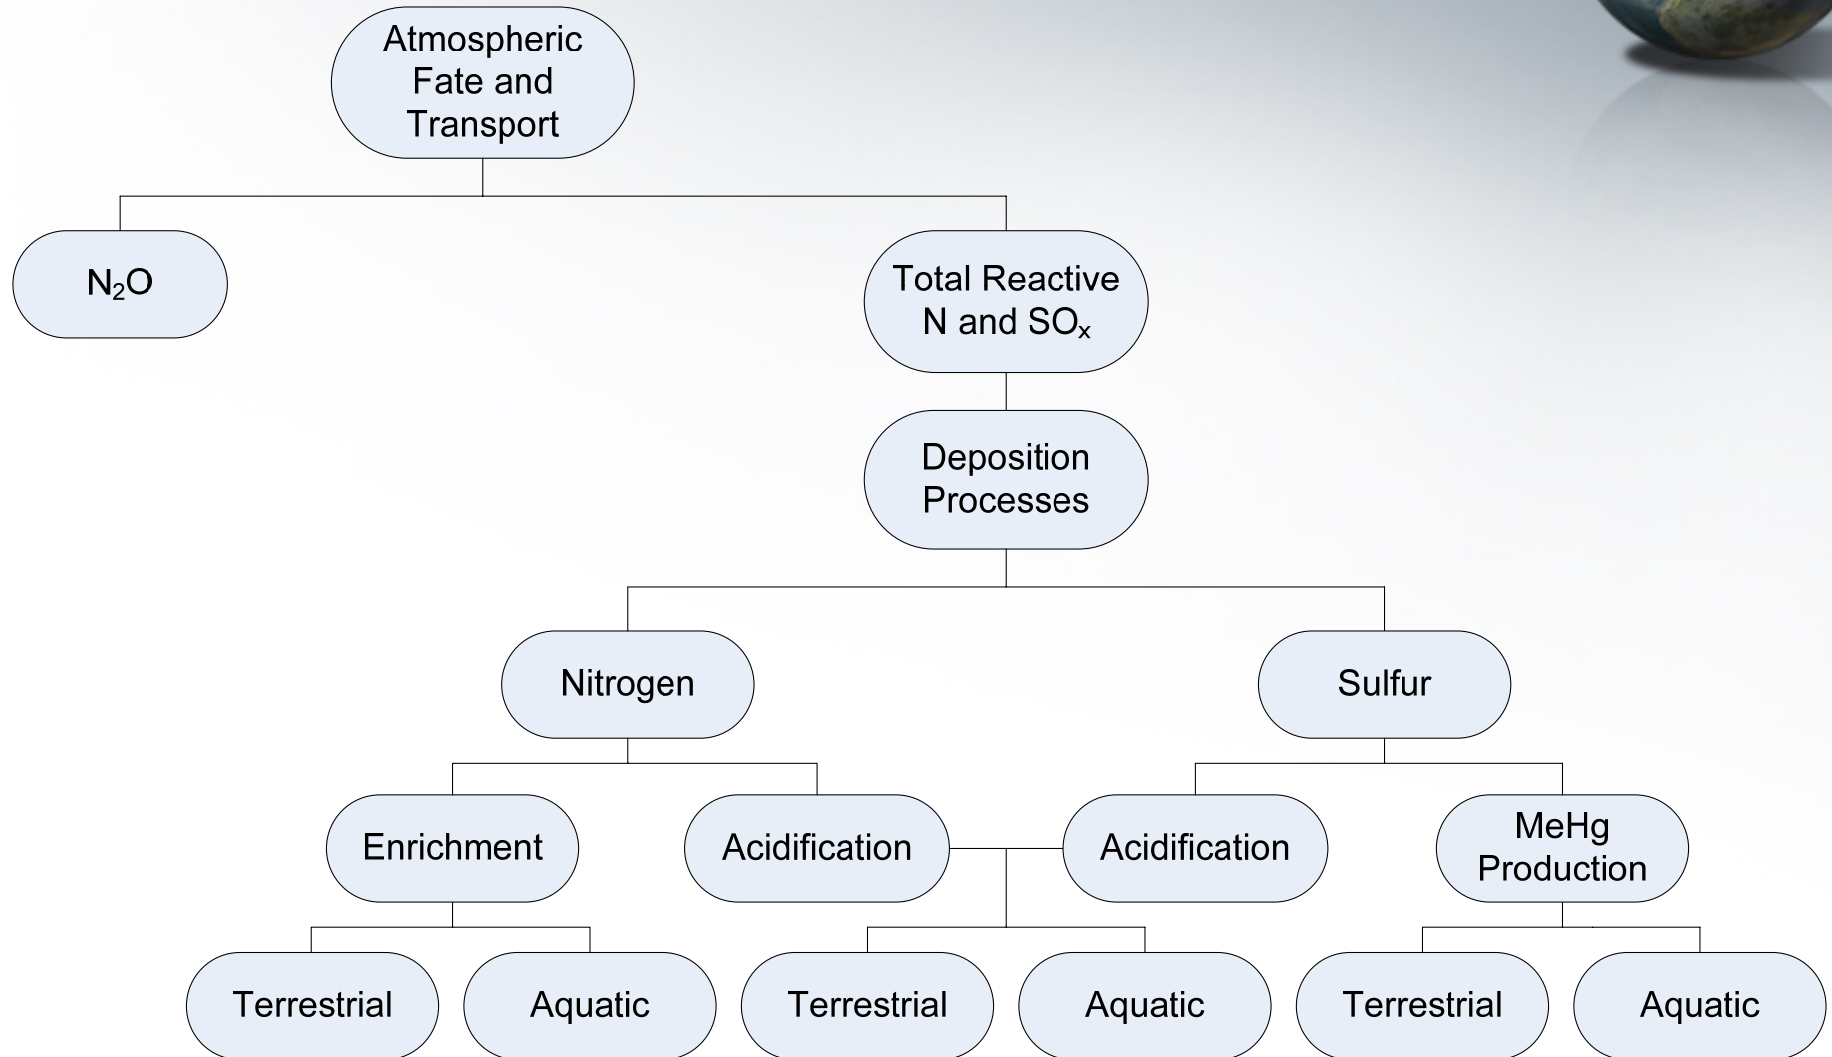 Atmospheric
Fate and
Transport
N₂O
Total Reactive
N and SOₓ
Deposition
Processes
Nitrogen
Sulfur
Enrichment
Acidification
Acidification
MeHg
Production
Terrestrial
Aquatic
Terrestrial
Aquatic
Terrestrial
Aquatic